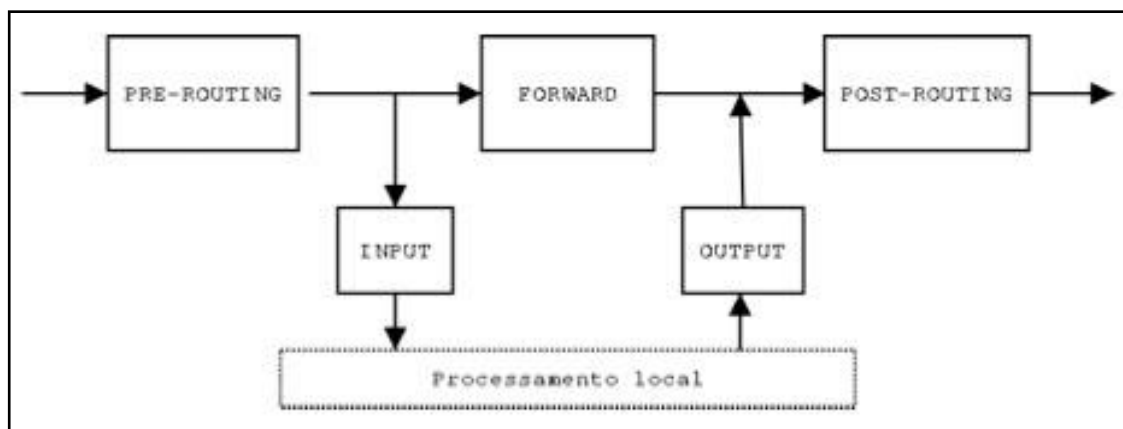 PRE-ROUTING
FORWARD
POST-ROUTING
INPUT
OUTPUT
Processamento local